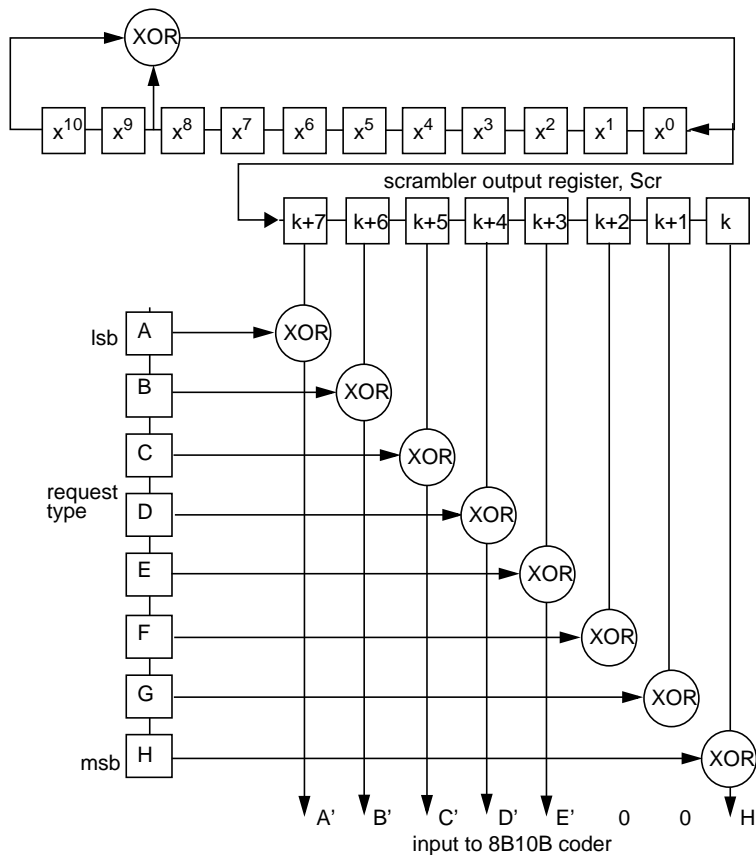 XOR
x10 x9 x8 x7 x6 x5 x4 x3 x2 x1 x0
scrambler output register, Scr
k+7 k+6 k+5 k+4 k+3 k+2 k+1 k
lsb A XOR
B XOR
C XOR
request
type
D XOR
E XOR
F XOR
G XOR
msb H XOR
A’ B’ C’ D’ E’ 0 0 H
input to 8B10B coder